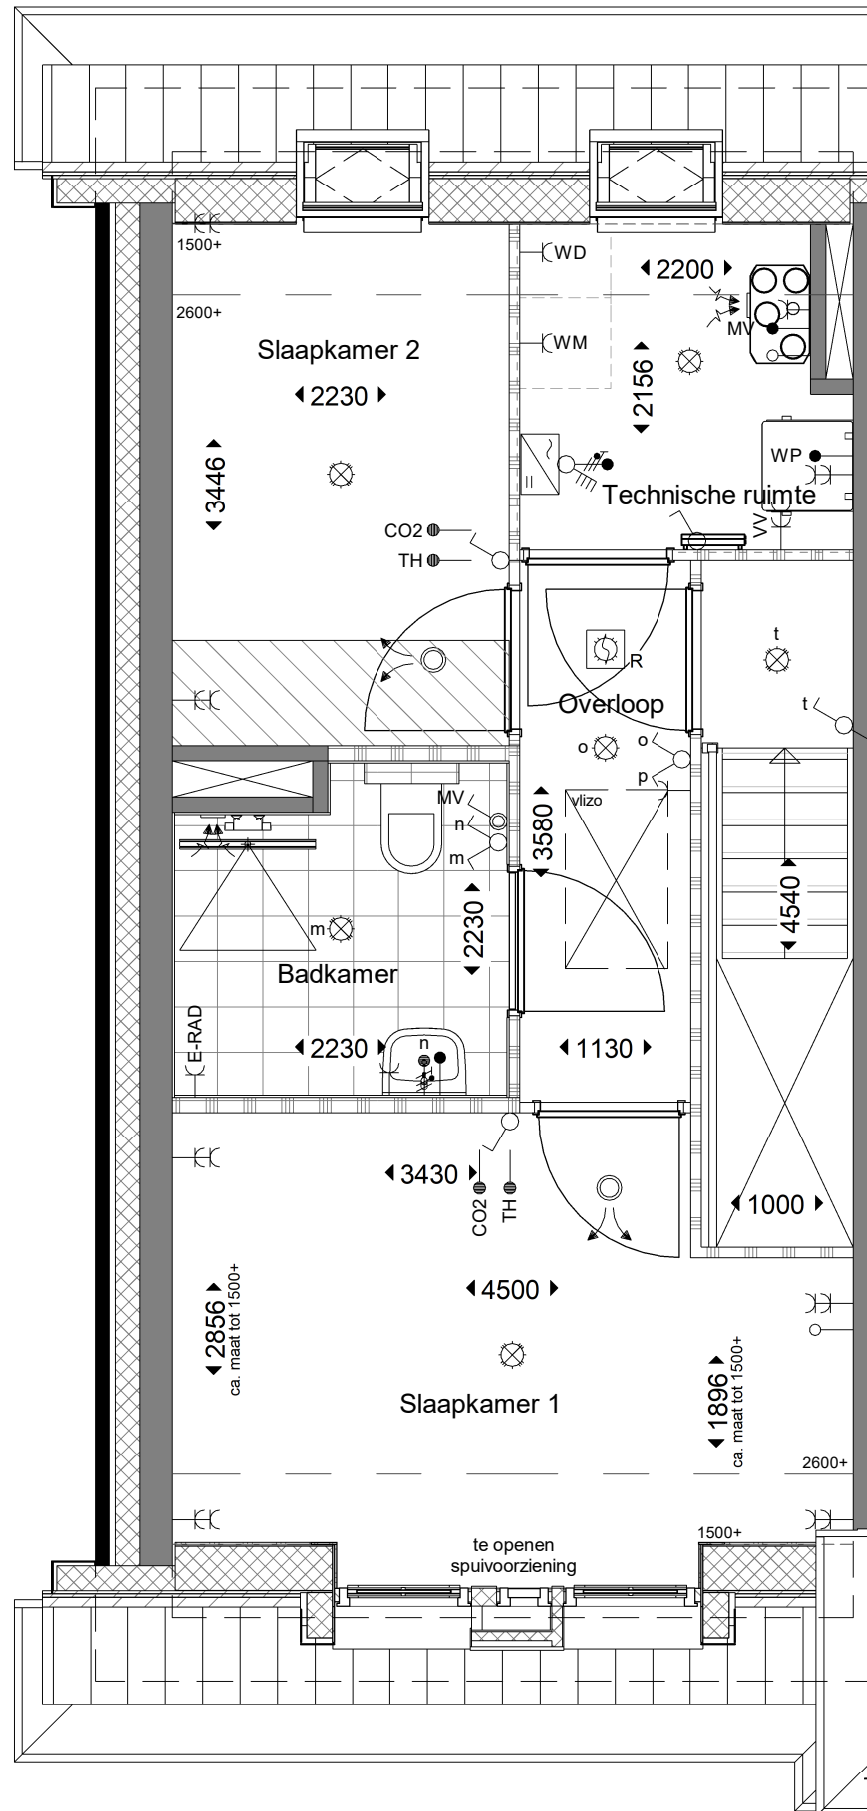 1500+
WD
2200
2600+
MV
Slaapkamer 2
WM
2230
2156
3446
WP
Technische ruimte
VV
CO2
TH
R
t
Overloop
t
o
o
p
vlizo
MV
n
m
3580
4540
2230
m
Badkamer
E-RAD
2230
n
1130
3430
CO2
TH
1000
4500
2856
ca. maat tot 1500+
1896
ca. maat tot 1500+
Slaapkamer 1
2600+
1500+
te openen
spuivoorziening